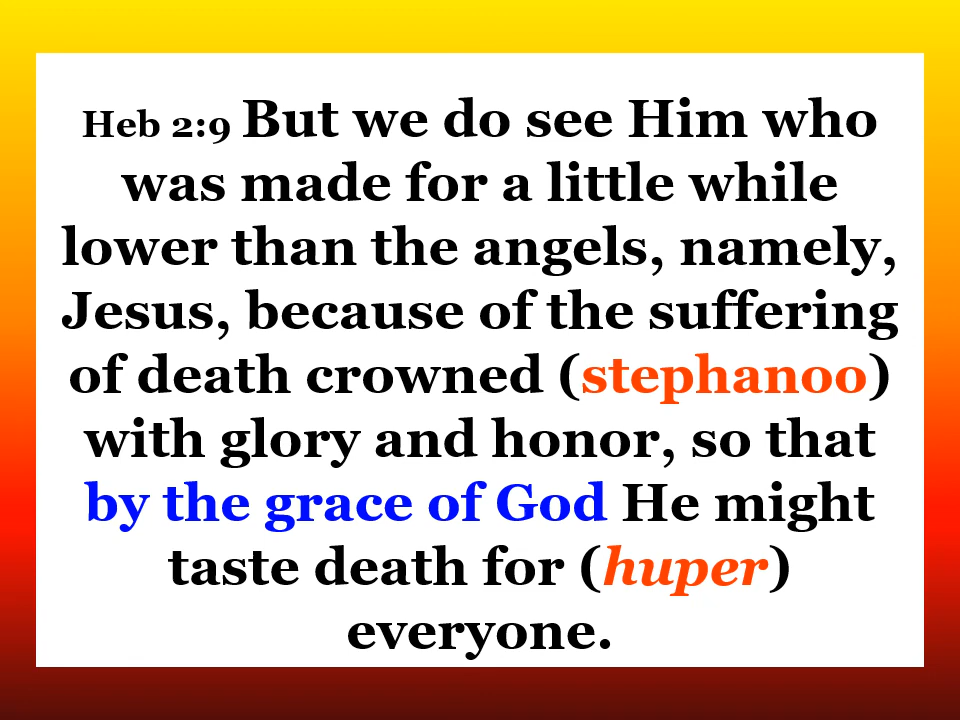 Heb 2:9 But we do see Him who
was made for a little while
lower than the angels, namely,
Jesus, because of the suffering
of death crowned (stephanoo)
with glory and honor, so that
by the grace of God He might
taste death for (huper)
everyone.